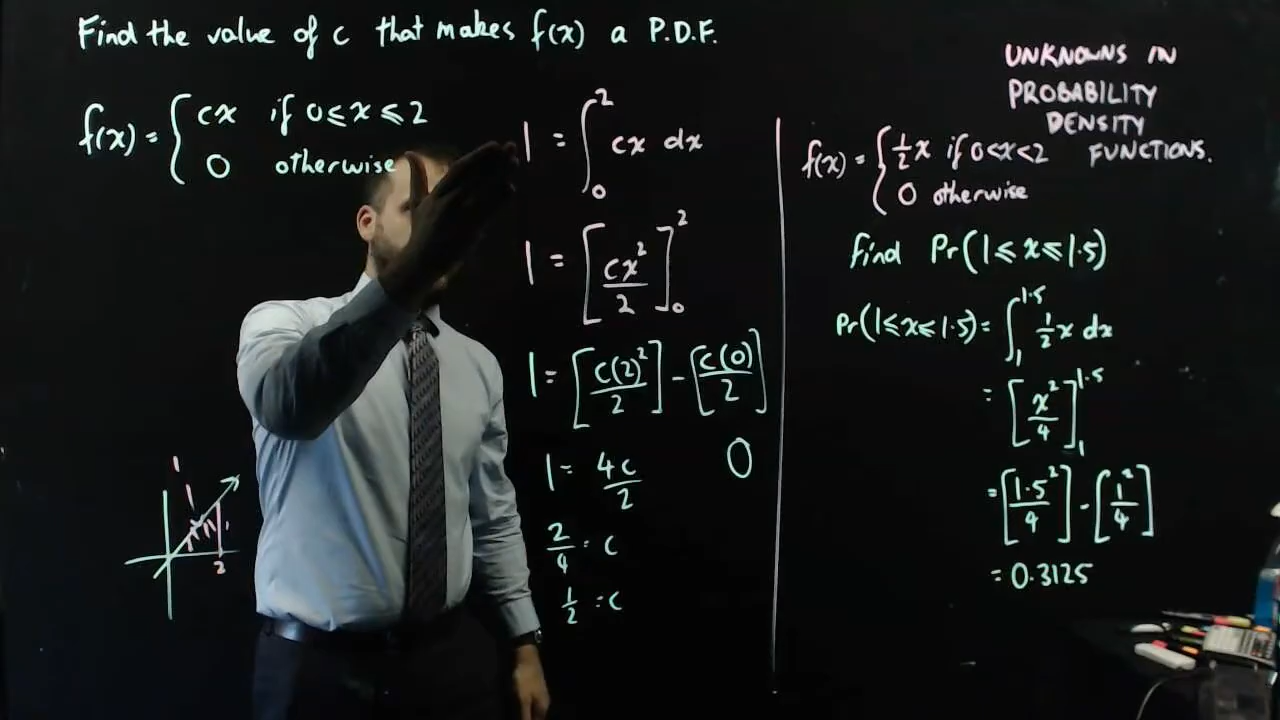 Find the value of c that makes f(x) a P.D.F.
f(x) = { cx if 0 ≤ x ≤ 2
0 otherwise
1 = ∫₀² cx dx
1 = [cx²/2]₀²
1 = [c(2)²/2] - [c(0)/2]
1 = 4c/2 0
2/4 = c
1/2 = c
2
UNKNOWNS IN
PROBABILITY
DENSITY
FUNCTIONS.
f(x) = { 1/2 x if 0<x<2
0 otherwise
Find Pr(1 ≤ x ≤ 1.5)
Pr(1 ≤ x ≤ 1.5) = ∫₁^1.5 1/2 x dx
= [x²/4]₁^1.5
= [1.5²/4] - [1²/4]
= 0.3125